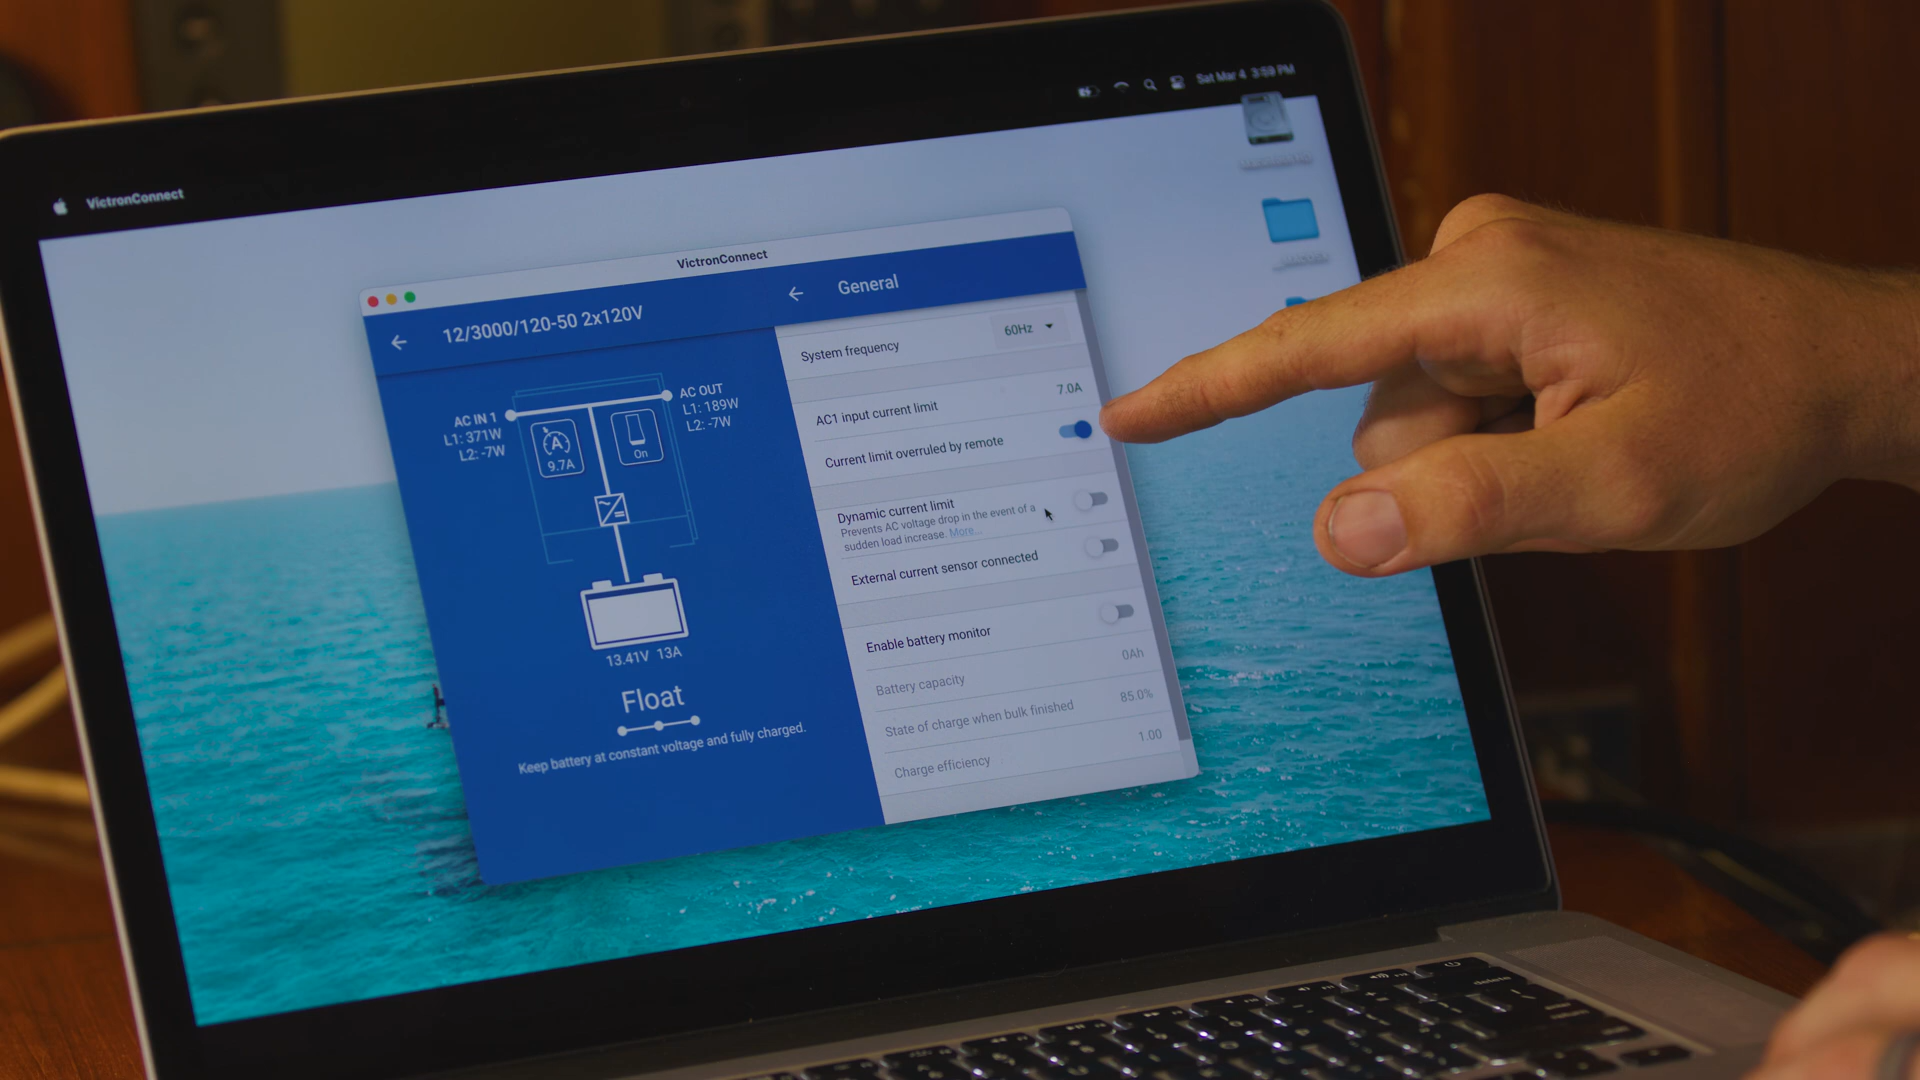 VictronConnect
Sat Mar 4 3:59 PM
VictronConnect
12/3000/120-50 2x120V
General
AC IN 1
L1: 371W
L2: -7W
9.7A
On
AC OUT
L1: 189W
L2: -7W
13.41V 13A
Float
Keep battery at constant voltage and fully charged.
System frequency
60Hz
AC1 input current limit
7.0A
Current limit overruled by remote
Dynamic current limit
Prevents AC voltage drop in the event of a
sudden load increase. More...
External current sensor connected
Enable battery monitor
Battery capacity
0Ah
State of charge when bulk finished
85.0%
Charge efficiency
1.00
delete